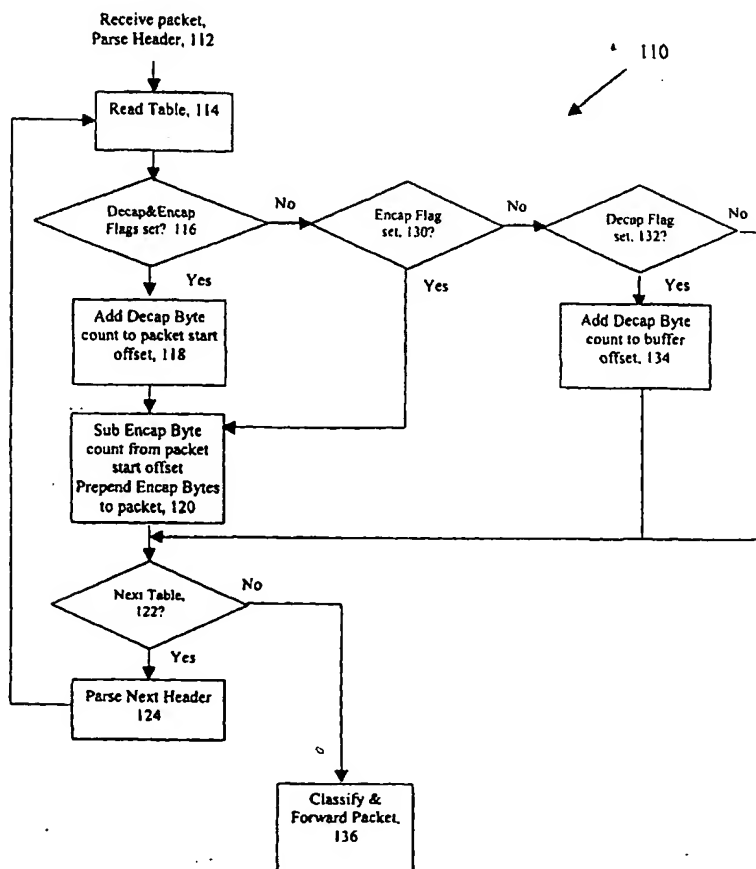 Receive packet,
Parse Header, 112
110
Read Table, 114
Decap&Encap
Flags set? 116
No
Encap Flag
set, 130?
No
Decap Flag
set, 132?
No
Yes
Yes
Yes
Add Decap Byte
count to packet start
offset, 118
Add Decap Byte
count to buffer
offset, 134
Sub Encap Byte
count from packet
start offset
Prepend Encap Bytes
to packet, 120
Next Table,
122?
No
Yes
Parse Next Header
124
Classify &
Forward Packet,
136